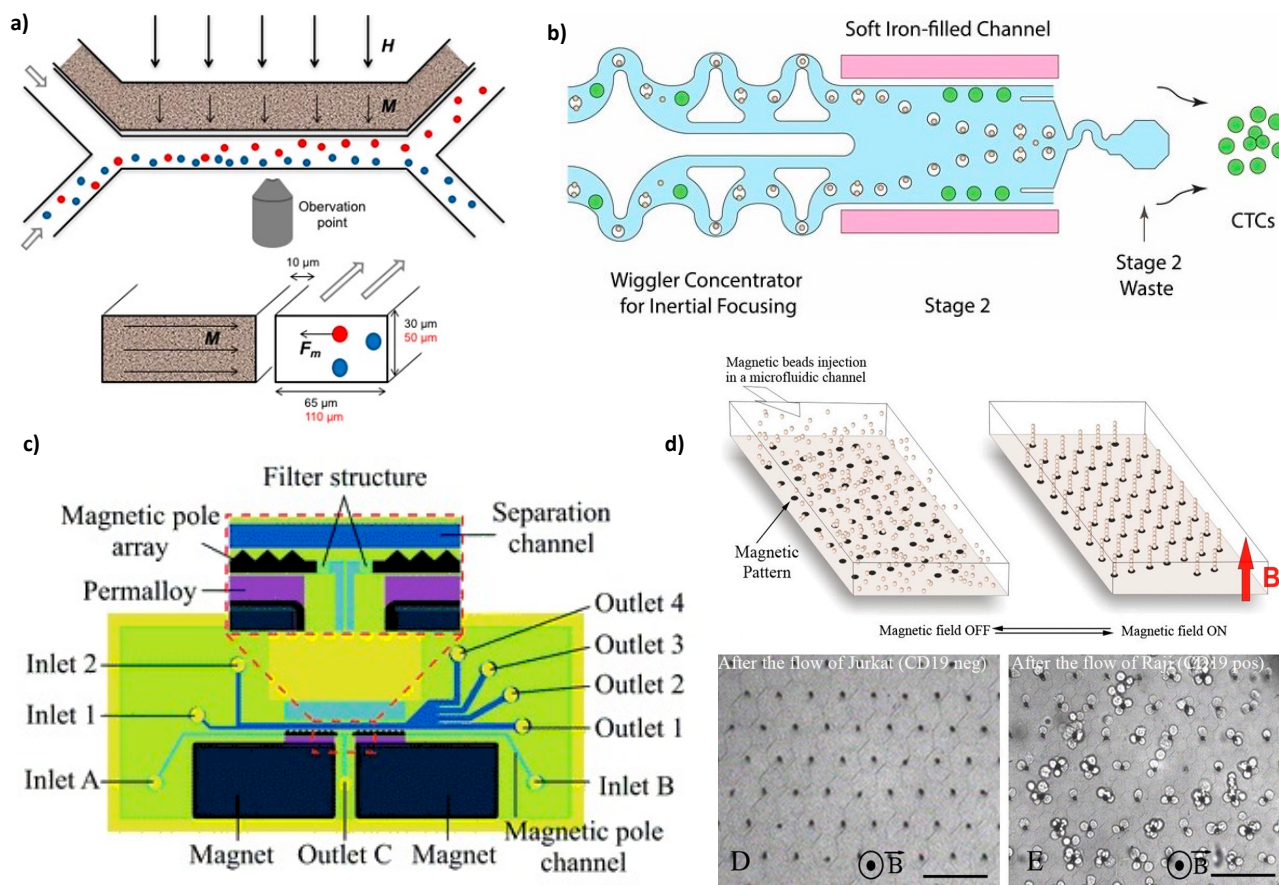 a)
H
M
Obervation
point
10 µm
M
Fm
30 µm
50 µm
65 µm
110 µm
b)
Soft Iron-filled Channel
Wiggler Concentrator
for Inertial Focusing
Stage 2
Stage 2
Waste
CTCs
c)
Filter structure
Magnetic pole
array
Separation
channel
Permalloy
Outlet 4
Outlet 3
Outlet 2
Outlet 1
Inlet 2
Inlet 1
Inlet A
Inlet B
Magnet
Outlet C
Magnet
Magnetic pole
channel
d)
Magnetic beads injection
in a microfluidic channel
Magnetic
Pattern
B
Magnetic field OFF
Magnetic field ON
After the flow of Jurkat (CD19 neg)
D
B
After the flow of Raji (CD19 pos)
E
B